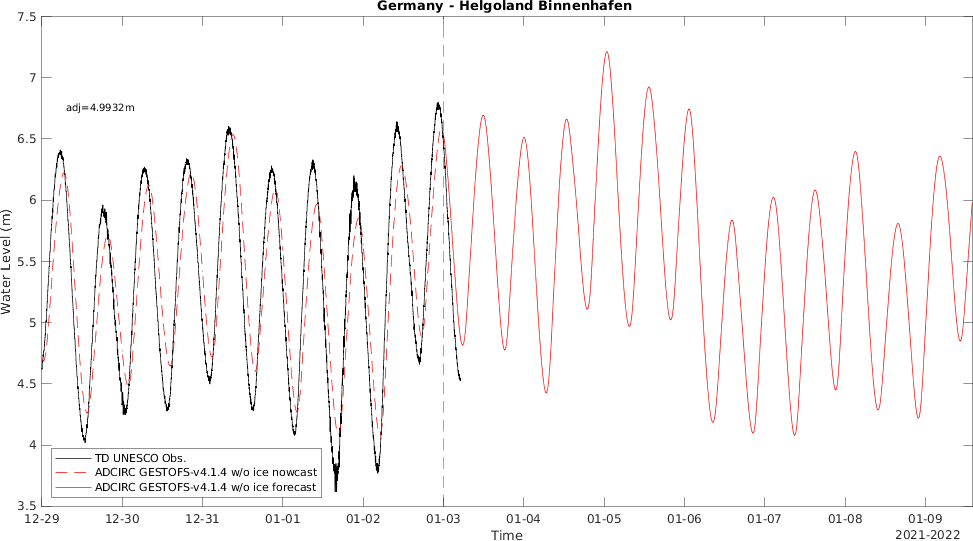 Germany - Helgoland Binnenhafen
7.5
7
6.5
6
5.5
5
4.5
4
3.5
Water Level (m)
adj=4.9932m
TD UNESCO Obs.
ADCIRC GESTOFS-v4.1.4 w/o ice nowcast
ADCIRC GESTOFS-v4.1.4 w/o ice forecast
12-29 12-30 12-31 01-01 01-02 01-03 01-04 01-05 01-06 01-07 01-08 01-09
Time
2021-2022